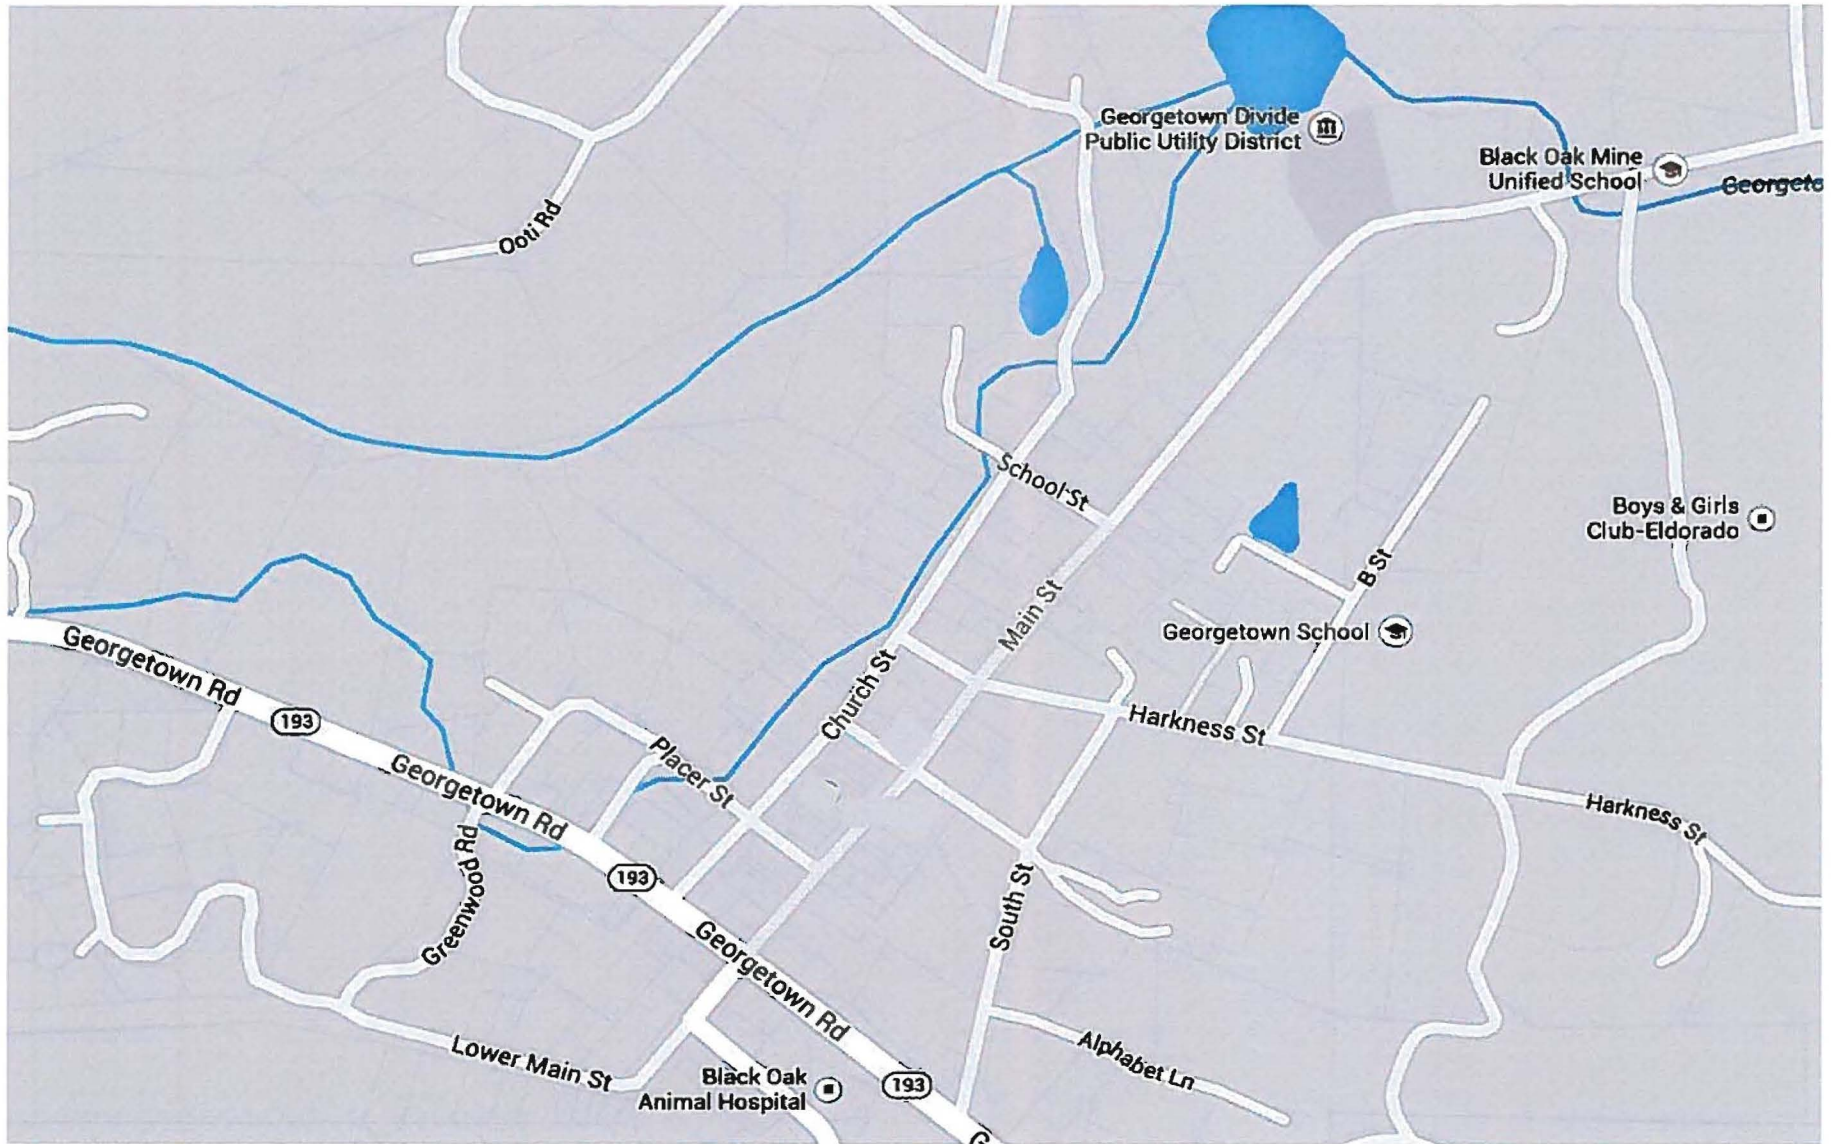 Georgetown Divide
Public Utility District
Black Oak Mine
Unified School
Georgeto
Ooti Rd
School St
Boys & Girls
Club-Eldorado
B St
Main St
Georgetown School
Georgetown Rd
193
Church St
Harkness St
Placer St
Georgetown Rd
Harkness St
Greenwood Rd
193
South St
Georgetown Rd
Lower Main St
Alphabet Ln
Black Oak
Animal Hospital
193
G